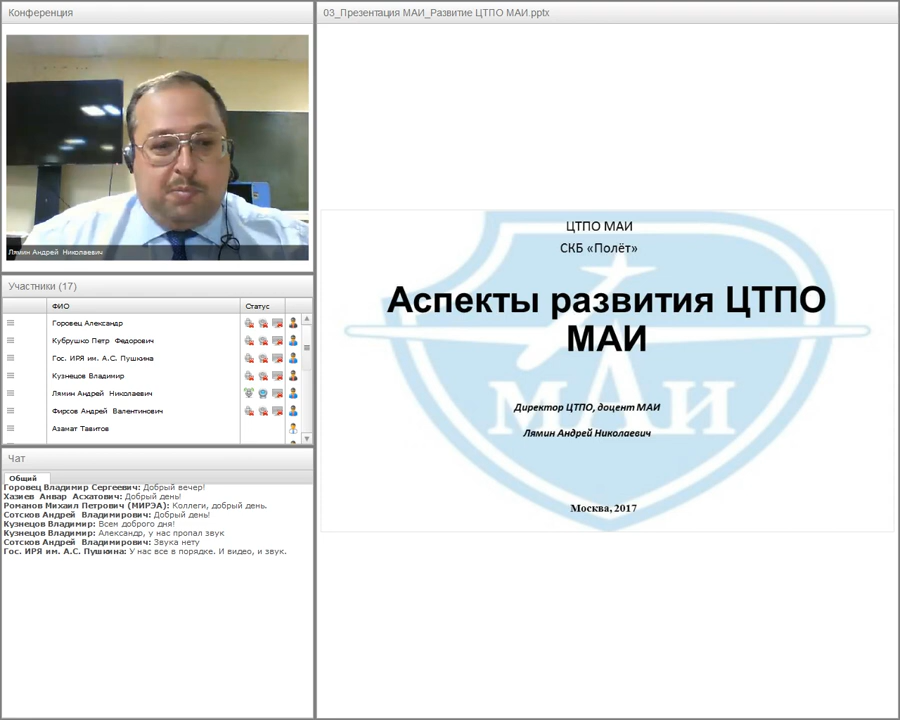 Конференция
Лямин Андрей Николаевич
Участники (17)
ФИО
Статус
Горовец Александр
Кубрушко Петр Федорович
Гос. ИРЯ им. А.С. Пушкина
Кузнецов Владимир
Лямин Андрей Николаевич
Фирсов Андрей Валентинович
Азамат Тавитов
Чат
Общий
Горовец Владимир Сергеевич: Добрый вечер!
Хазиев Анвар Асхатович: Добрый день!
Романов Михаил Петрович (МИРЭА): Коллеги, добрый день.
Сотсков Андрей Владимирович: Добрый день!
Кузнецов Владимир: Всем доброго дня!
Кузнецов Владимир: Александр, у нас пропал звук
Сотсков Андрей Владимирович: Звука нету
Гос. ИРЯ им. А.С. Пушкина: У нас все в порядке. И видео, и звук.
03_Презентация МАИ_Развитие ЦТПО МАИ.pptx
ЦТПО МАИ
СКБ «Полёт»
Аспекты развития ЦТПО
МАИ
МАИ
Директор ЦТПО, доцент МАИ
Лямин Андрей Николаевич
Москва, 2017